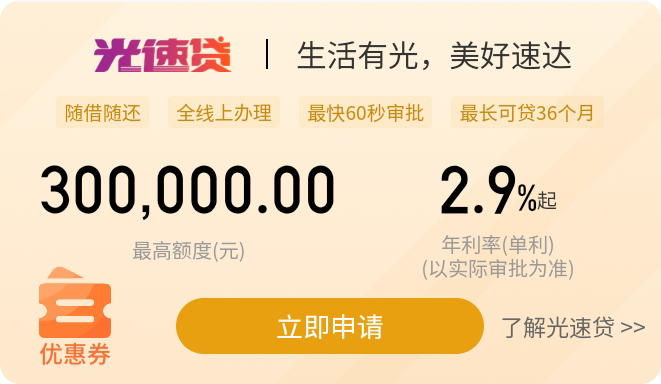 光速贷 | 生活有光，美好速达
随借随还 全线上办理 最快60秒审批 最长可贷36个月
300,000.00 2.9%起
最高额度(元) 年利率(单利)
(以实际审批为准)
优惠券 立即申请 了解光速贷 >>